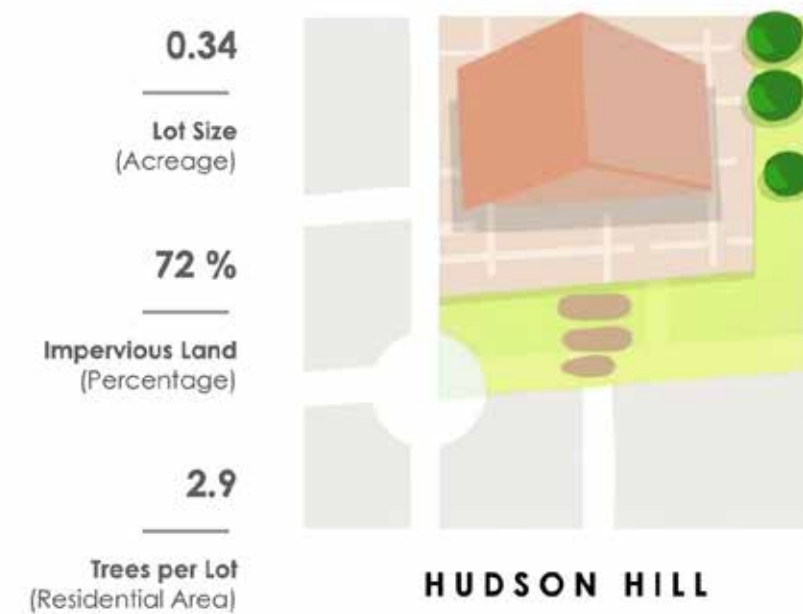 0.34
Lot Size
(Acreage)
72 %
Impervious Land
(Percentage)
2.9
Trees per Lot
(Residential Area)
HUDSON HILL